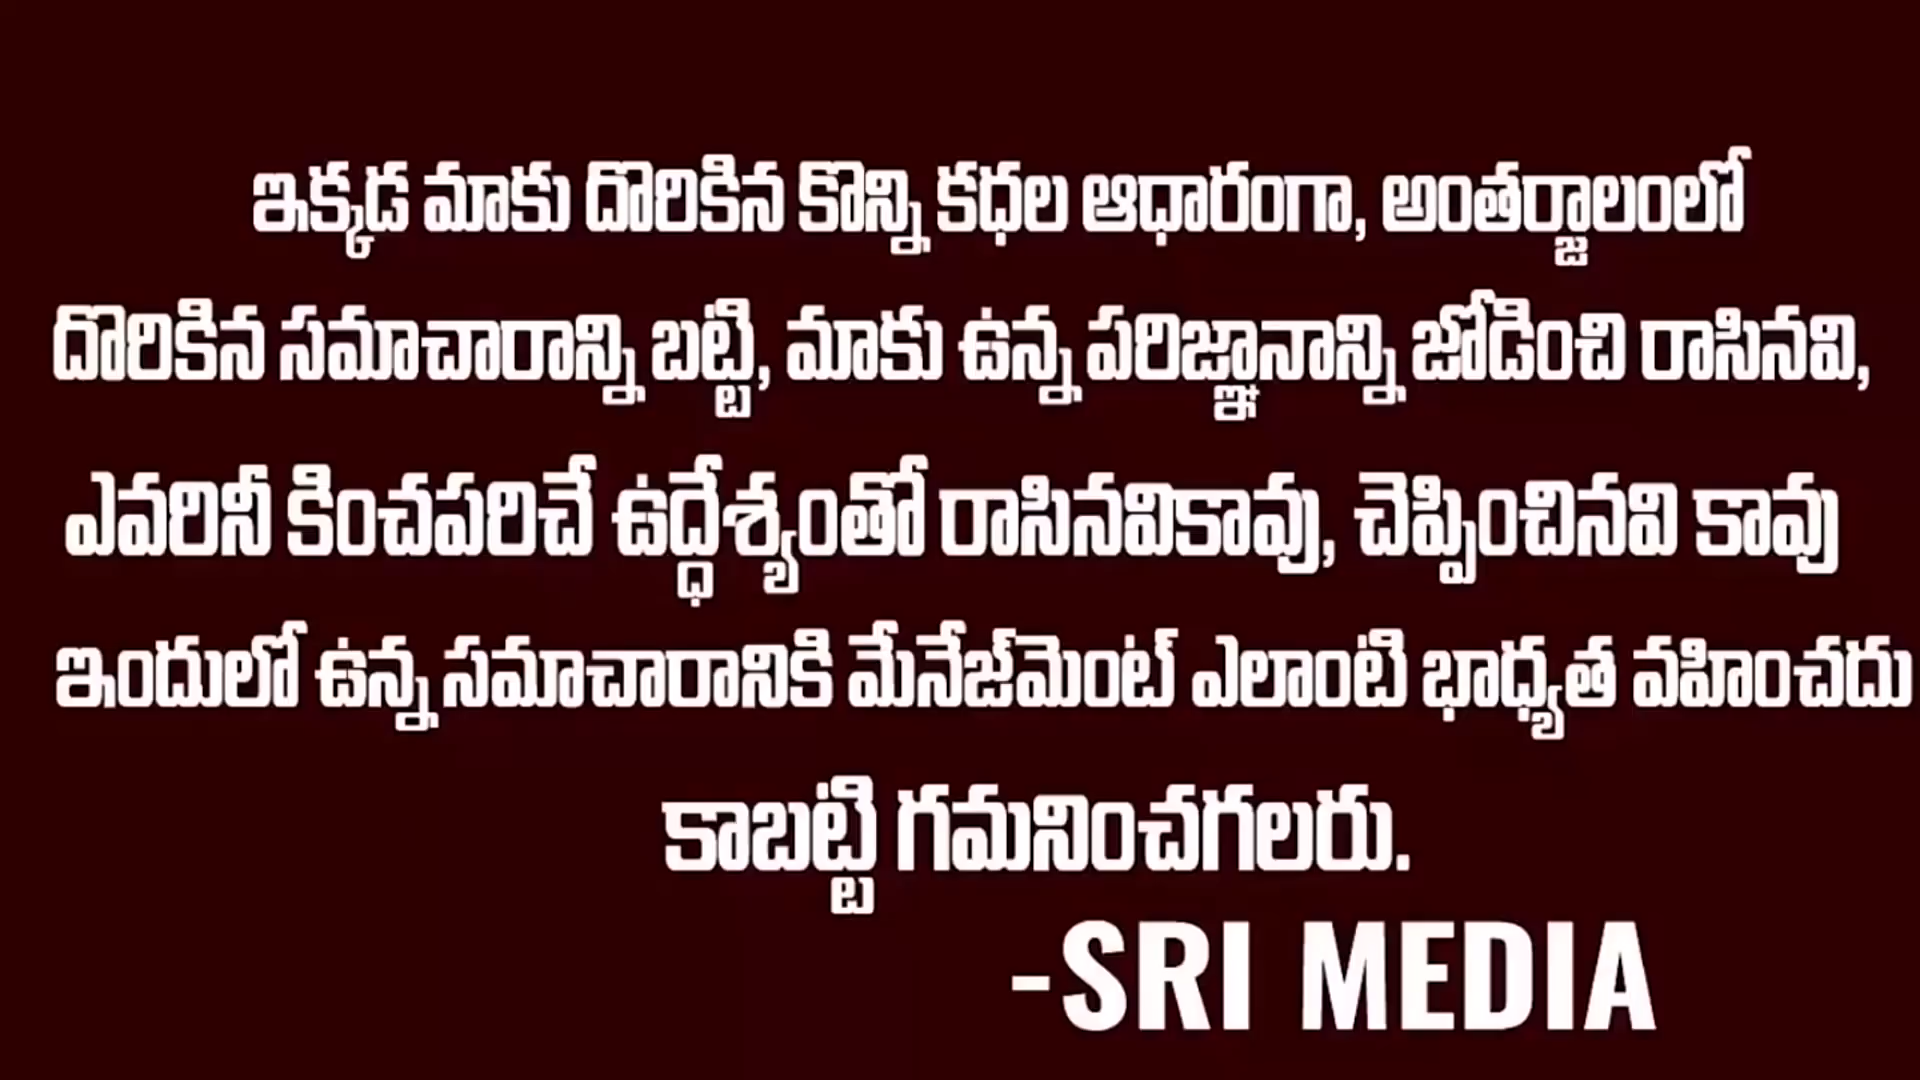 ఇక్కడ మాకు దొరికిన కొన్ని కధల ఆధారంగా, అంతర్జాలంలో
దొరికిన సమాచారాన్ని బట్టి, మాకు ఉన్న పరిజ్ఞానాన్ని జోడించి రాసినవి,
ఎవరినీ కించపరిచే ఉద్ధేశ్యంతో రాసినవికావు, చెప్పించినవి కావు
ఇందులో ఉన్న సమాచారానికి మేనేజ్‌మెంట్ ఎలాంటి భాధ్యత వహించదు
కాబట్టి గమనించగలరు.
-SRI MEDIA